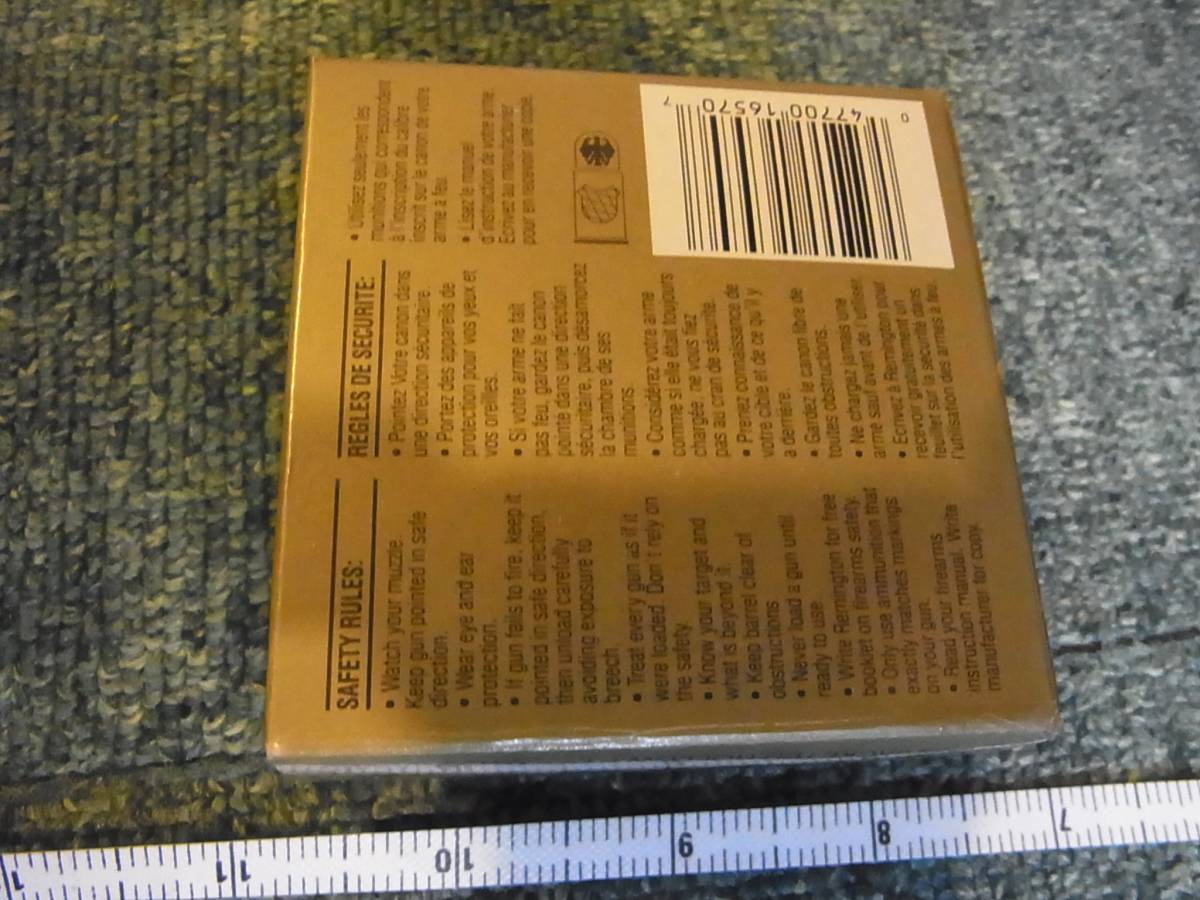 SAFETY RULES:
• Watch your muzzle.
Keep gun pointed in safe
direction.
• Wear eye and ear
protection.
• If gun fails to fire, keep it
pointed in safe direction,
then unload carefully
avoiding exposure to
breech.
• Treat every gun as if it
were loaded. Don't rely on
the safety.
• Know your target and
what is beyond it.
• Keep barrel clear of
obstructions
• Never load a gun until
ready to use.
• Write Remington for free
booklet on firearms safety.
• Only use ammunition that
exactly matches markings
on your gun.
• Read your firearms
instruction manual. Write
manufacturer for copy.
REGLES DE SECURITE:
• Pointez Votre canon dans
une direction sécuritaire.
• Portez des appareils de
protection pour vos yeux et
vos oreilles.
• Si votre arme ne fait
pas feu, gardez le canon
pointé dans une direction
sécuritaire, puis désamorcez
la chambre de ses
munitions.
• Considérez votre arme
comme si elle était toujours
chargée, ne vous fiez
pas au cran de sécurité.
• Prenez connaissance de
votre cible et de ce qu'il y
a derrière.
• Gardez le canon libre de
toutes obstructions.
• Ne chargez jamais une
arme sauf avant de l'utiliser.
• Ecrivez à Remington pour
recevoir gratuitement un
feuillet sur la sécurité dans
l'utilisation des armes à feu.
• Utilisez seulement les
munitions qui correspondent
à l'inscription du calibre
inscrit sur le canon de votre
arme à feu.
• Lisez le manuel
d'instruction de votre arme.
Ecrivez au manufacturier
pour en recevoir une copie.
0 47700 16570 7
1 11 10 9 8 7